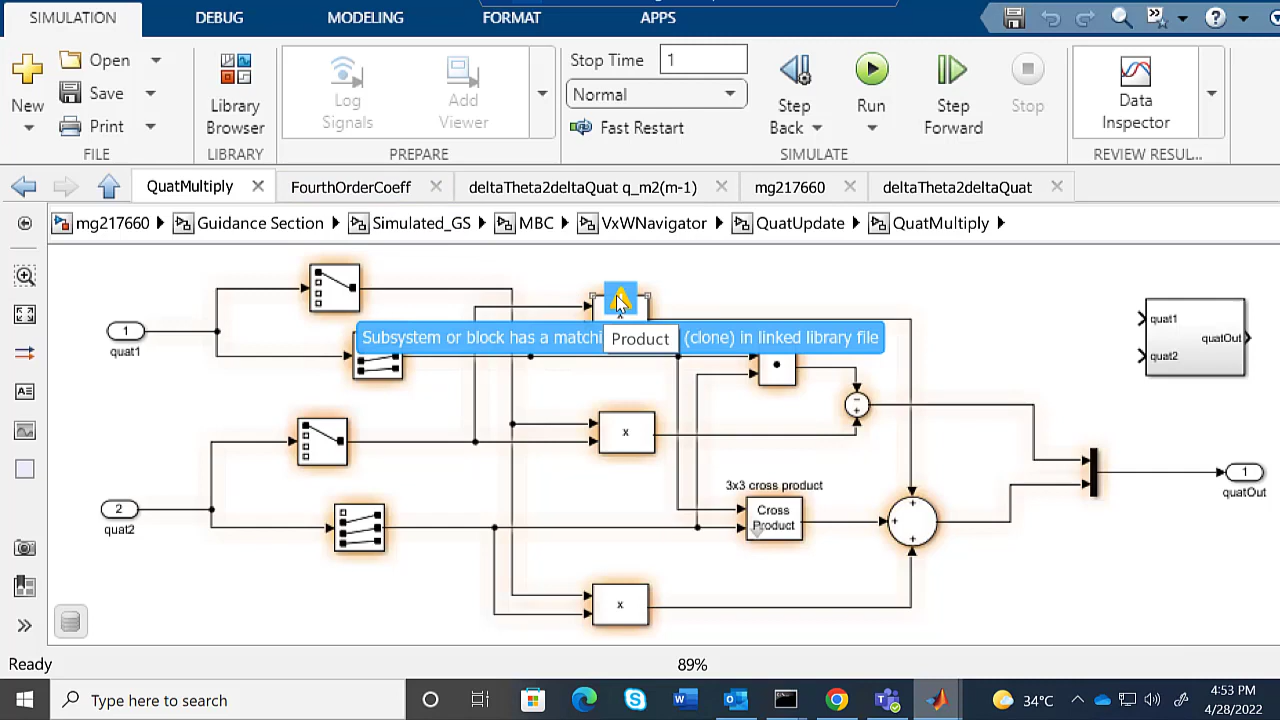 SIMULATION
DEBUG
MODELING
FORMAT
APPS
New
Open
Save
Print
FILE
Library
Browser
LIBRARY
Log
Signals
Add
Viewer
PREPARE
Stop Time 1
Normal
Fast Restart
Step
Back
Run
Step
Forward
Stop
SIMULATE
Data
Inspector
REVIEW RESUL...
QuatMultiply
FourthOrderCoeff
deltaTheta2deltaQuat q_m2(m-1)
mg217660
deltaTheta2deltaQuat
mg217660
Guidance Section
Simulated_GS
MBC
VxWNavigator
QuatUpdate
QuatMultiply
1
quat1
2
quat2
Subsystem or block has a matchi
Product
(clone) in linked library file
x
3x3 cross product
Cross
Product
x
quat1
quat2
quatOut
1
quatOut
Ready
89%
Type here to search
34°C
4:53 PM
4/28/2022